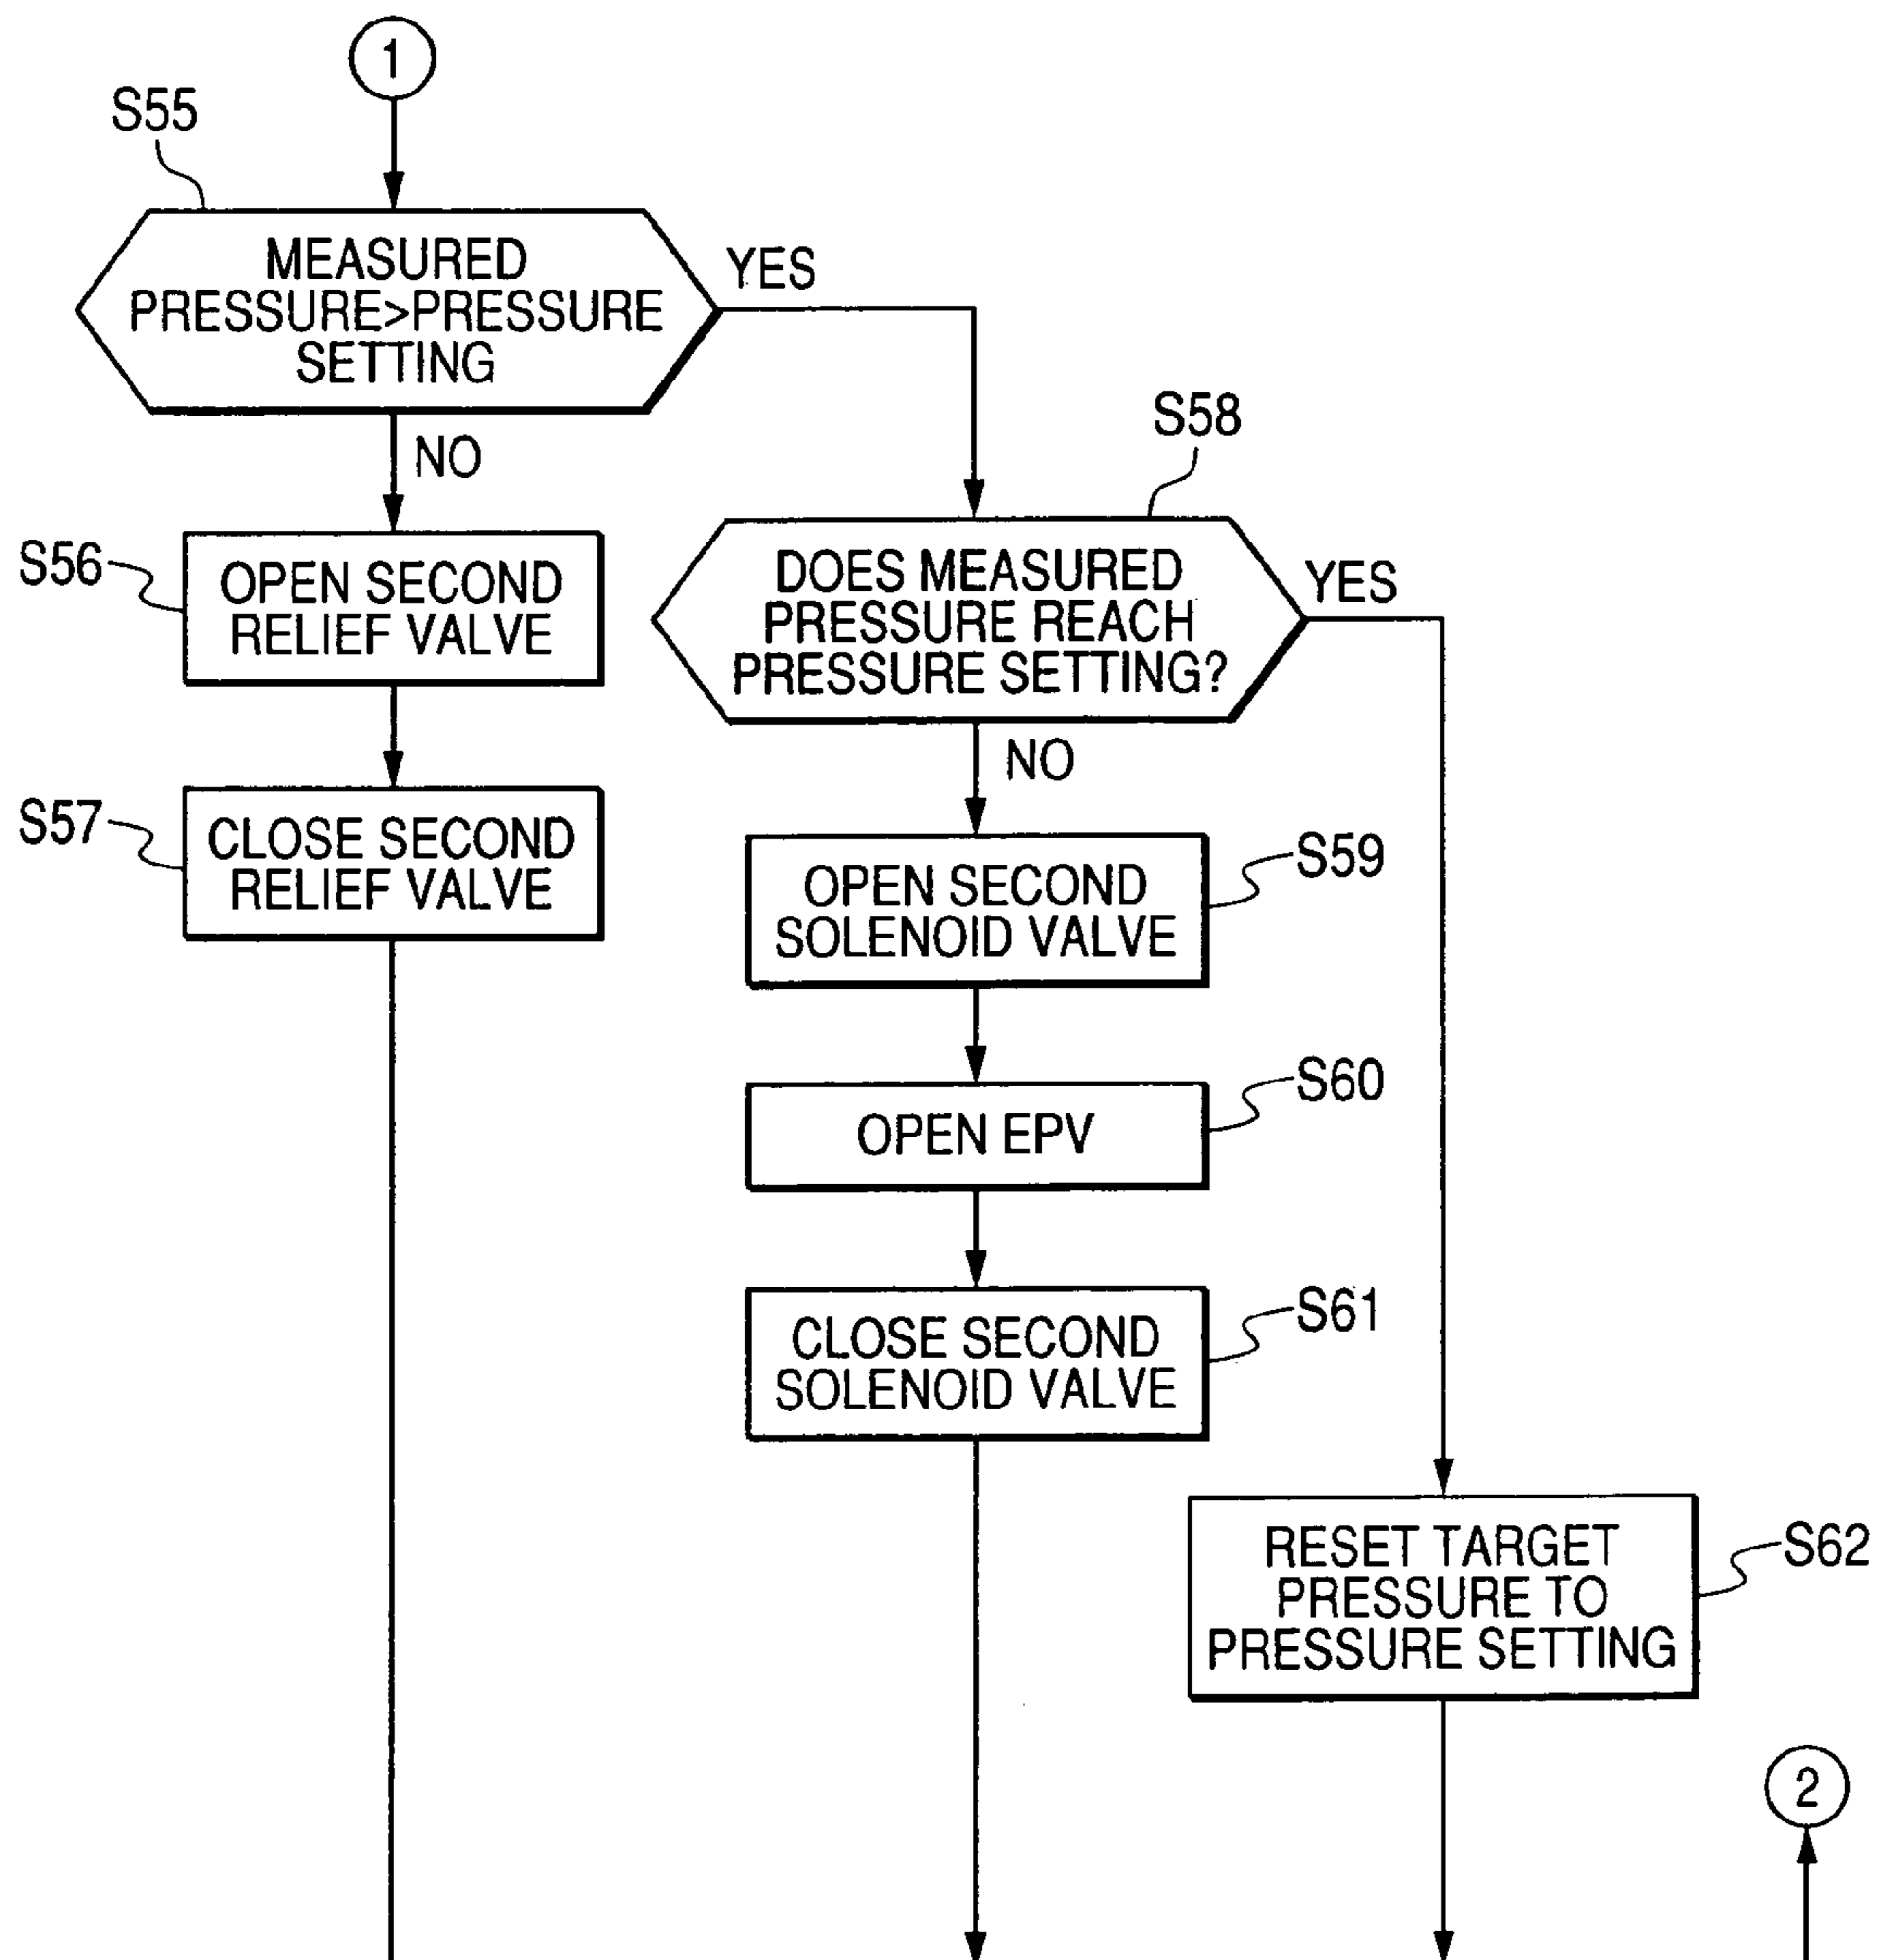 1
S55
MEASURED
PRESSURE>PRESSURE
SETTING
YES
NO
S56
OPEN SECOND
RELIEF VALVE
S57
CLOSE SECOND
RELIEF VALVE
S58
DOES MEASURED
PRESSURE REACH
PRESSURE SETTING?
YES
NO
S59
OPEN SECOND
SOLENOID VALVE
S60
OPEN EPV
S61
CLOSE SECOND
SOLENOID VALVE
S62
RESET TARGET
PRESSURE TO
PRESSURE SETTING
2